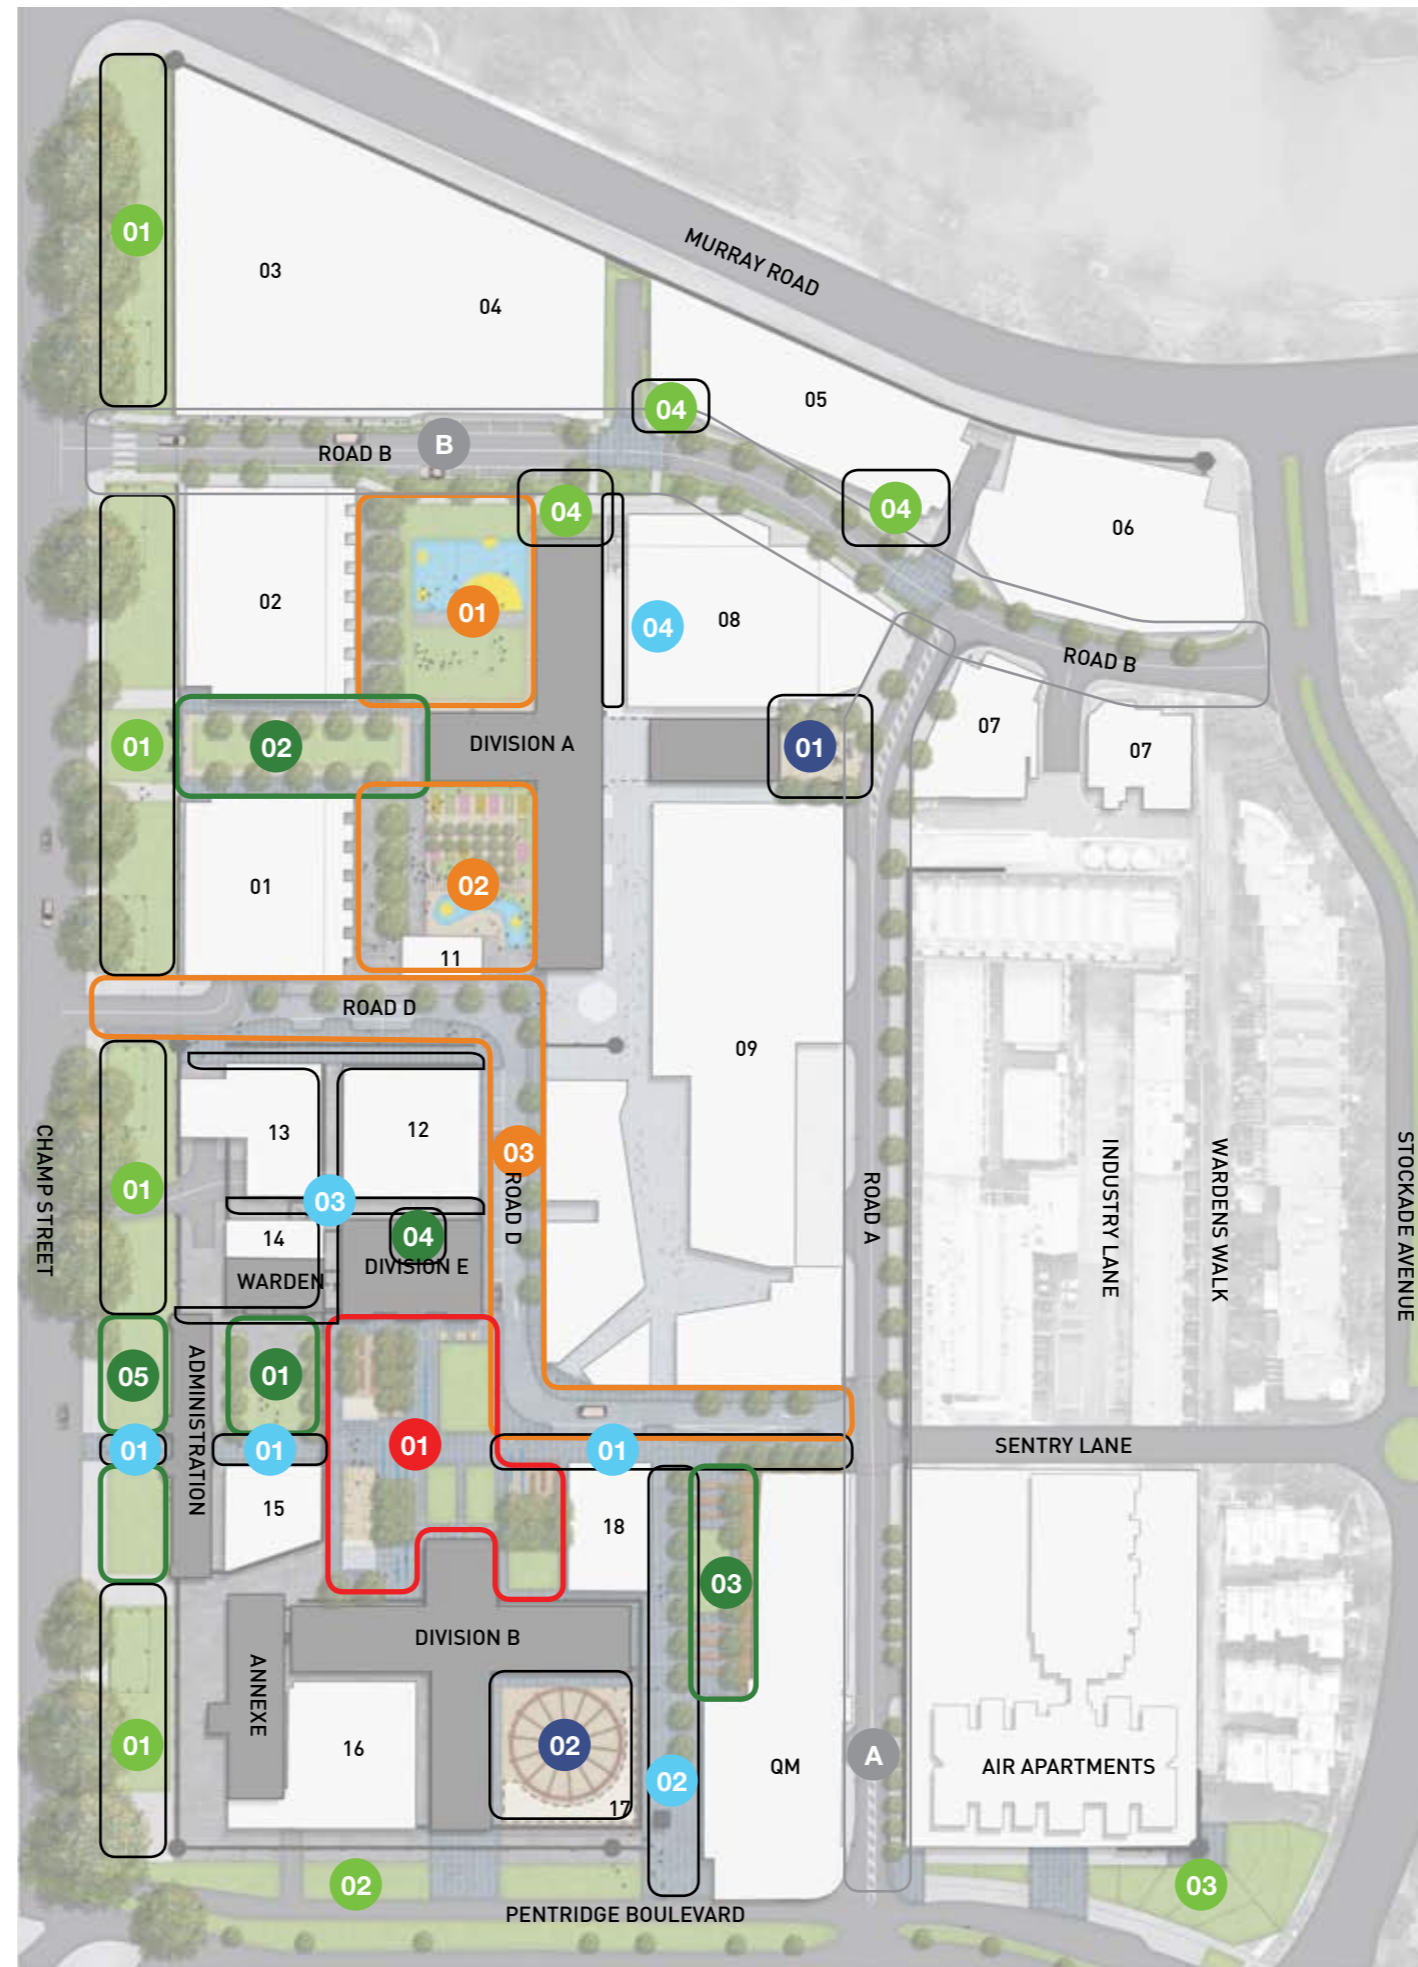 01
03
MURRAY ROAD
04
04
05
B
ROAD B
04
04
06
02
01
04
08
ROAD B
01
02
DIVISION A
01
07
07
01
02
11
ROAD D
09
13
12
CHAMP STREET
01
03
03
ROAD D
ROAD A
INDUSTRY LANE
WARDENS WALK
STOCKADE AVENUE
14
04
WARDEN
DIVISION E
05
ADMINISTRATION
01
01
01
01
01
SENTRY LANE
15
18
03
DIVISION B
ANNEXE
01
16
02
17
02
QM
A
AIR APARTMENTS
02
03
PENTRIDGE BOULEVARD